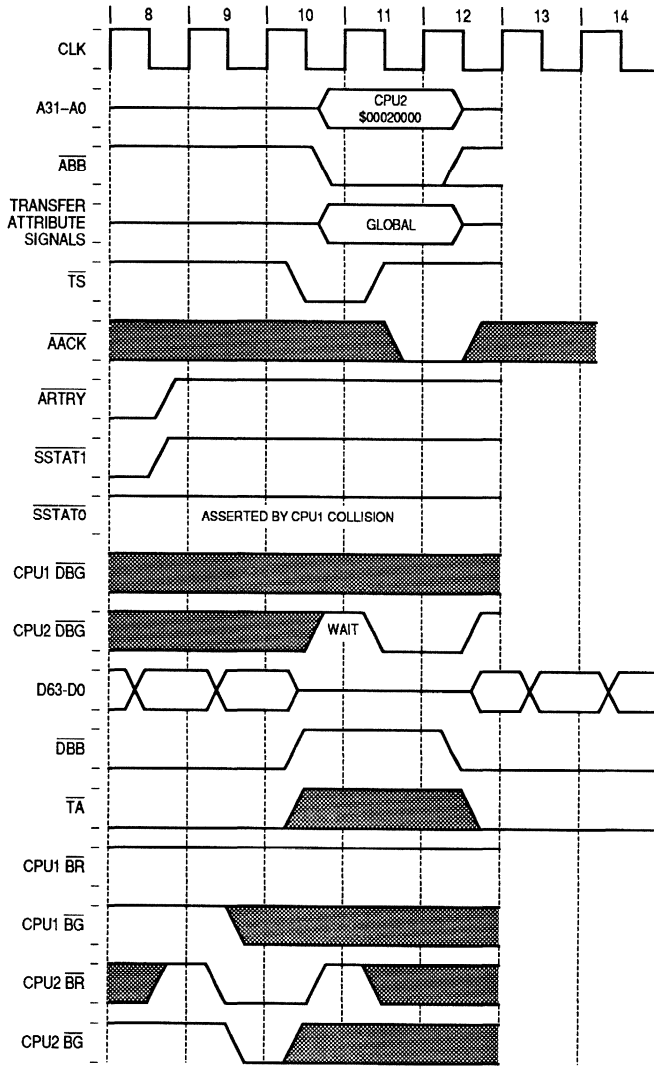 8 9 10 11 12 13 14
CLK
A31–A0
CPU2
$00020000
ABB
TRANSFER
ATTRIBUTE
SIGNALS
GLOBAL
TS
AACK
ARTRY
SSTAT1
SSTAT0
ASSERTED BY CPU1 COLLISION
CPU1 DBG
CPU2 DBG
WAIT
D63-D0
DBB
TA
CPU1 BR
CPU1 BG
CPU2 BR
CPU2 BG